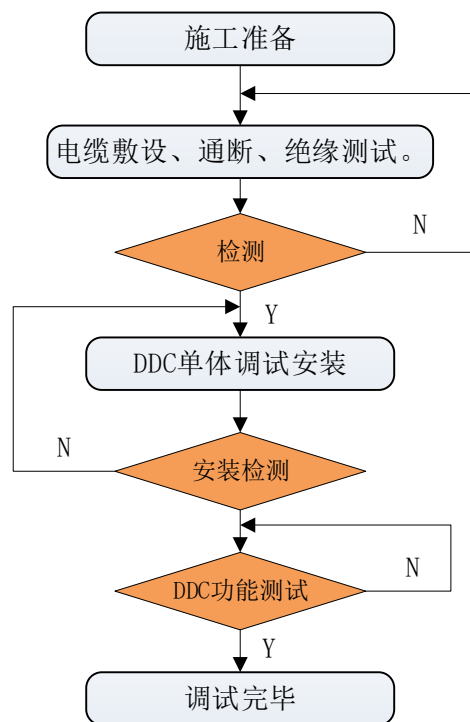 施工准备
电缆敷设、通断、绝缘测试。
检测
N
Y
DDC单体调试安装
N
安装检测
DDC功能测试
N
Y
调试完毕